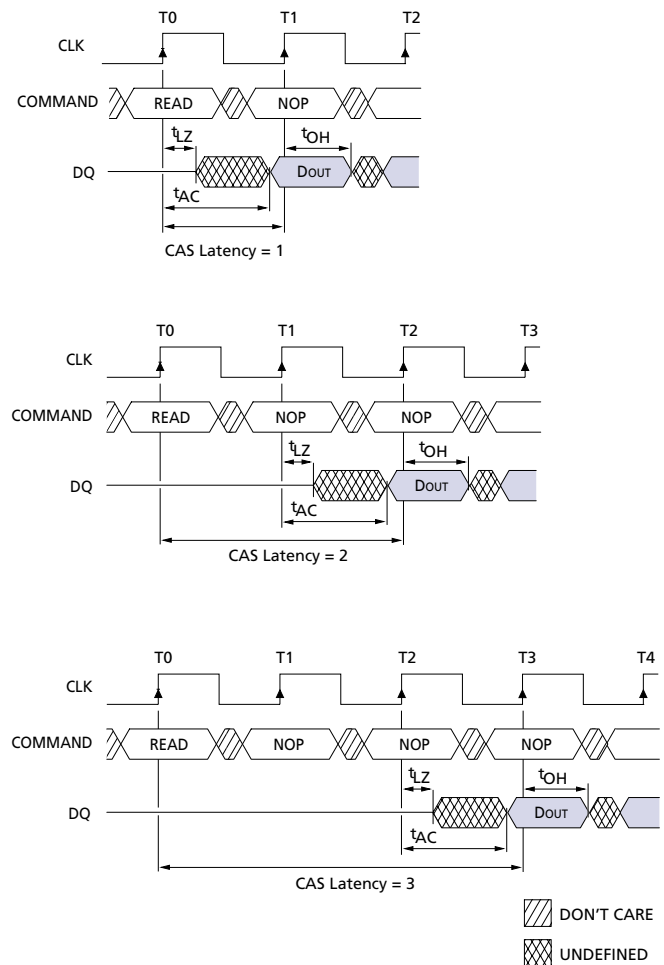 T0 T1 T2
CLK
COMMAND READ NOP
tLZ tOH
DQ DOUT
tAC
CAS Latency = 1
T0 T1 T2 T3
CLK
COMMAND READ NOP NOP
tLZ tOH
DQ DOUT
tAC
CAS Latency = 2
T0 T1 T2 T3 T4
CLK
COMMAND READ NOP NOP NOP
tLZ tOH
DQ DOUT
tAC
CAS Latency = 3
DON'T CARE
UNDEFINED